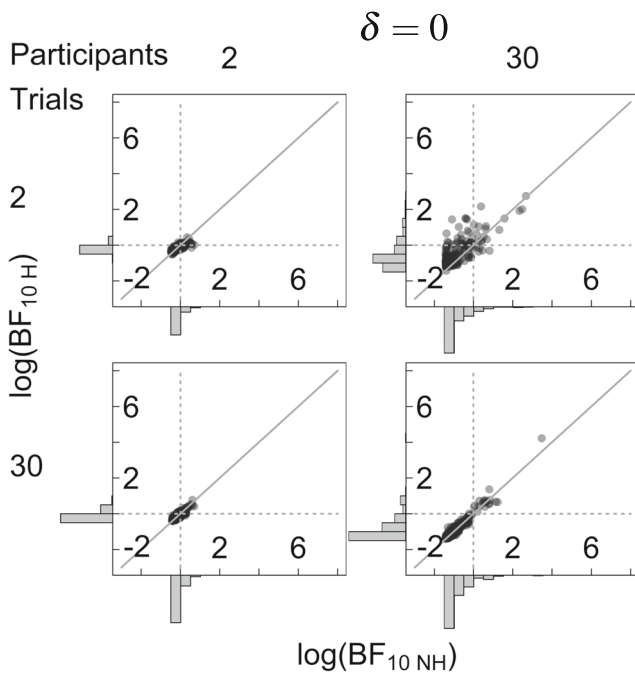 δ = 0
Participants 2 30
Trials
6 6
2 2 2
-2 2 6 -2 2 6
log(BF10 H)
6 6
30 2 2
-2 2 6 -2 2 6
log(BF10 NH)